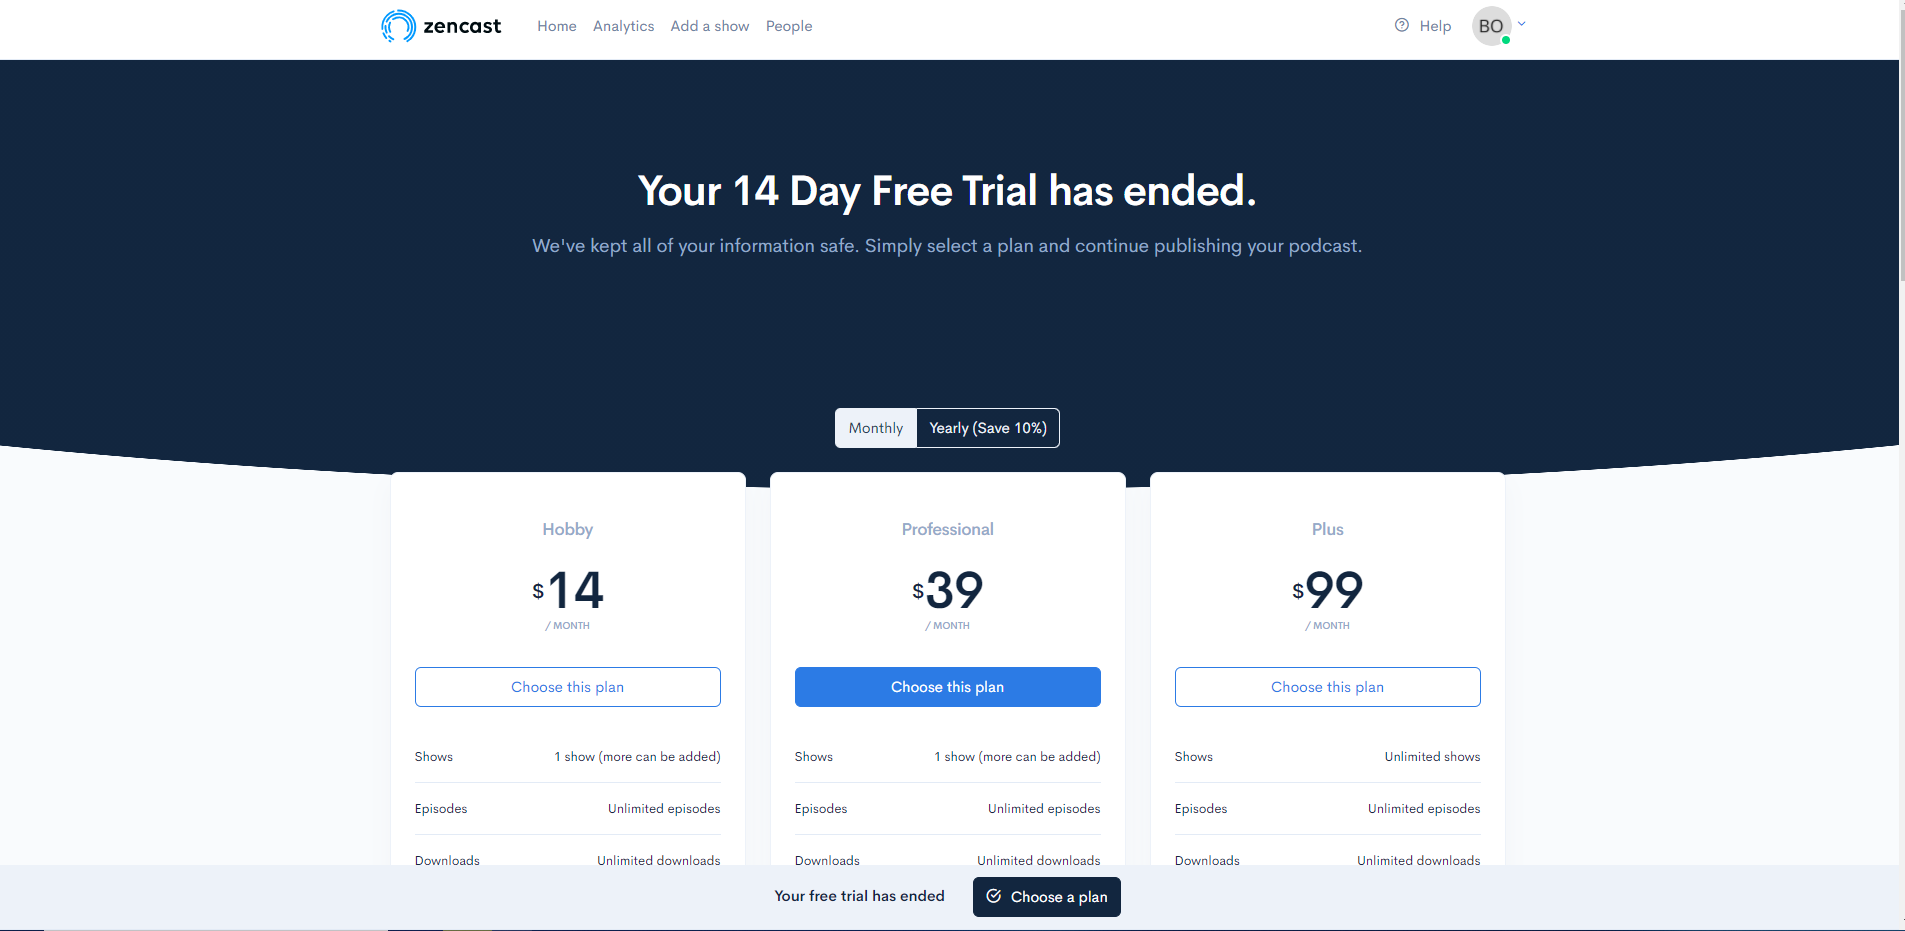 zencast Home Analytics Add a show People Help BO
Your 14 Day Free Trial has ended.
We've kept all of your information safe. Simply select a plan and continue publishing your podcast.
Monthly Yearly (Save 10%)
Hobby
$14
/ MONTH
Choose this plan
Shows 1 show (more can be added)
Episodes Unlimited episodes
Downloads Unlimited downloads
Professional
$39
/ MONTH
Choose this plan
Shows 1 show (more can be added)
Episodes Unlimited episodes
Downloads Unlimited downloads
Plus
$99
/ MONTH
Choose this plan
Shows Unlimited shows
Episodes Unlimited episodes
Downloads Unlimited downloads
Your free trial has ended Choose a plan